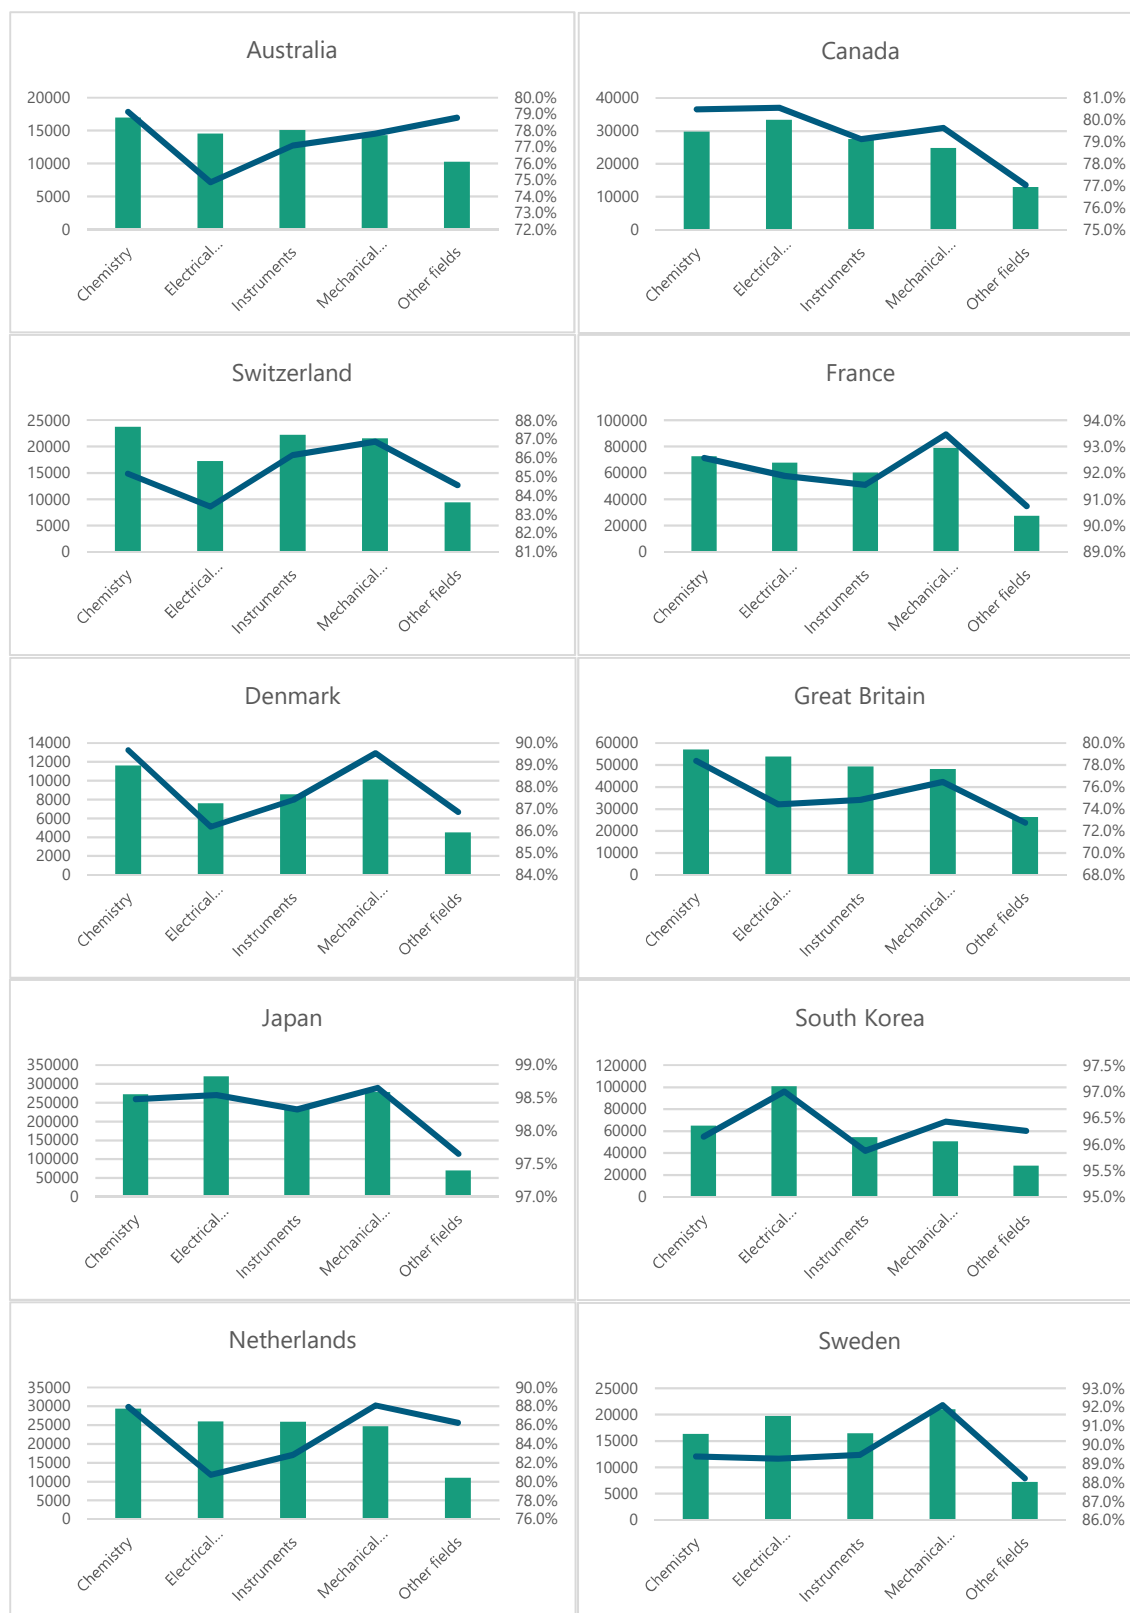 Australia
20000
15000
10000
5000
0
80.0%
79.0%
78.0%
77.0%
76.0%
75.0%
74.0%
73.0%
72.0%
Chemistry
Electrical...
Instruments
Mechanical...
Other fields
Canada
40000
30000
20000
10000
0
81.0%
80.0%
79.0%
78.0%
77.0%
76.0%
75.0%
Chemistry
Electrical...
Instruments
Mechanical...
Other fields
Switzerland
25000
20000
15000
10000
5000
0
88.0%
87.0%
86.0%
85.0%
84.0%
83.0%
82.0%
81.0%
Chemistry
Electrical...
Instruments
Mechanical...
Other fields
France
100000
80000
60000
40000
20000
0
94.0%
93.0%
92.0%
91.0%
90.0%
89.0%
Chemistry
Electrical...
Instruments
Mechanical...
Other fields
Denmark
14000
12000
10000
8000
6000
4000
2000
0
90.0%
89.0%
88.0%
87.0%
86.0%
85.0%
84.0%
Chemistry
Electrical...
Instruments
Mechanical...
Other fields
Great Britain
60000
50000
40000
30000
20000
10000
0
80.0%
78.0%
76.0%
74.0%
72.0%
70.0%
68.0%
Chemistry
Electrical...
Instruments
Mechanical...
Other fields
Japan
350000
300000
250000
200000
150000
100000
50000
0
99.0%
98.5%
98.0%
97.5%
97.0%
Chemistry
Electrical...
Instruments
Mechanical...
Other fields
South Korea
120000
100000
80000
60000
40000
20000
0
97.5%
97.0%
96.5%
96.0%
95.5%
95.0%
Chemistry
Electrical...
Instruments
Mechanical...
Other fields
Netherlands
35000
30000
25000
20000
15000
10000
5000
0
90.0%
88.0%
86.0%
84.0%
82.0%
80.0%
78.0%
76.0%
Chemistry
Electrical...
Instruments
Mechanical...
Other fields
Sweden
25000
20000
15000
10000
5000
0
93.0%
92.0%
91.0%
90.0%
89.0%
88.0%
87.0%
86.0%
Chemistry
Electrical...
Instruments
Mechanical...
Other fields